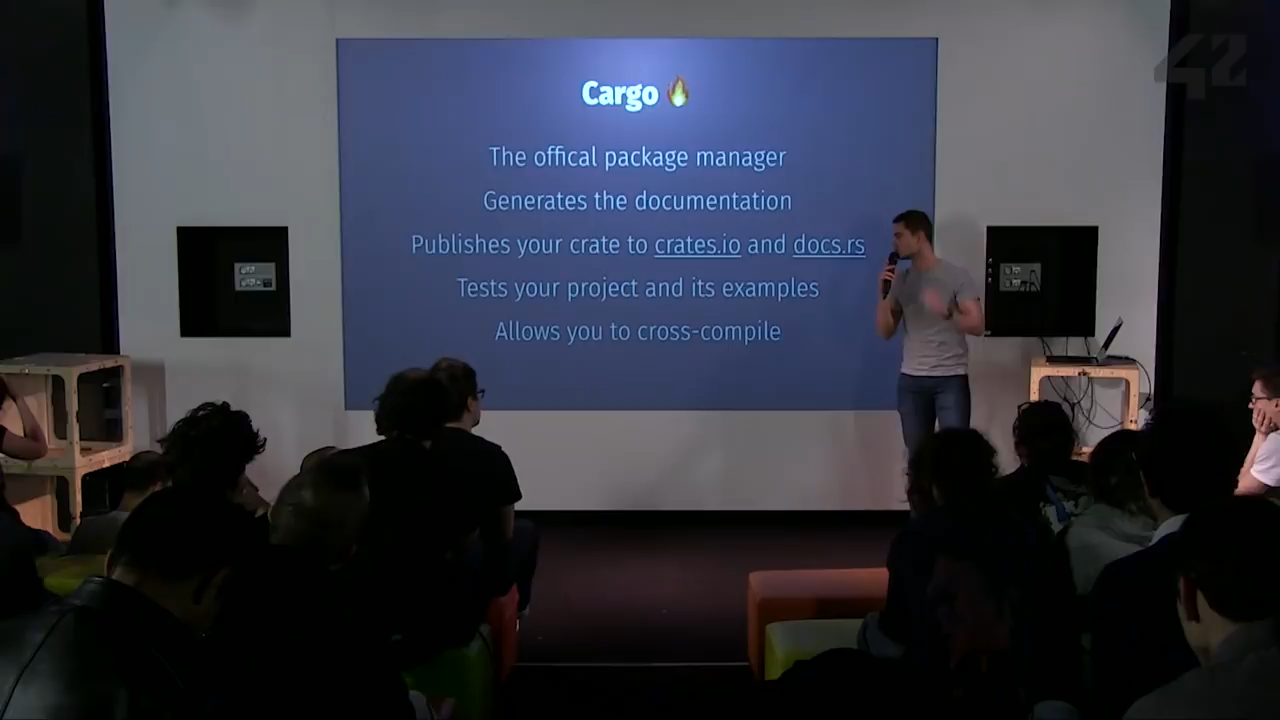 Cargo 🔥
The offical package manager
Generates the documentation
Publishes your crate to crates.io and docs.rs
Tests your project and its examples
Allows you to cross-compile
42